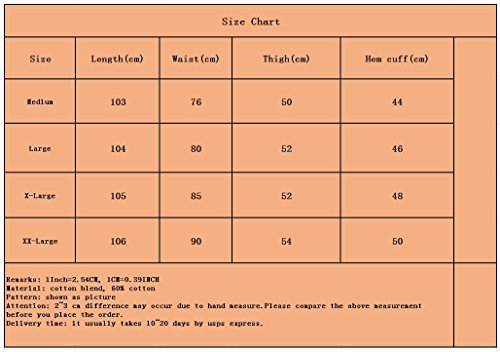 Size Chart
Size Length(cm) Waist(cm) Thigh(cm) Hem cuff(cm)
Medium 103 76 50 44
Large 104 80 52 46
X-Large 105 85 52 48
XX-Large 106 90 54 50
Remarks: 1Inch=2.54CM, 1CM=0.39INCH
Material: cotton blend, 60% cotton
Pattern: shown as picture
Attention: 2~3 cm difference may occur due to hand measure.Please compare the above measurement
before you place the order.
Delivery time: it usually takes 10~20 days by usps express.